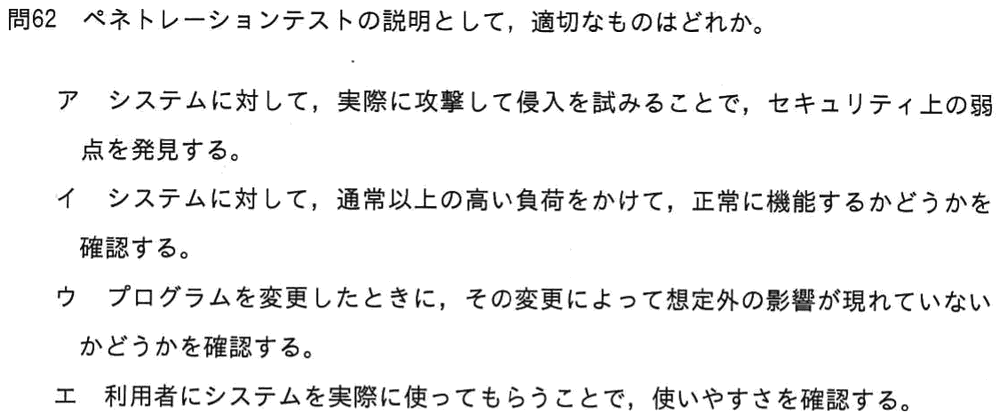 問62　ペネトレーションテストの説明として，適切なものはどれか。
ア　システムに対して，実際に攻撃して侵入を試みることで，セキュリティ上の弱
点を発見する。
イ　システムに対して，通常以上の高い負荷をかけて，正常に機能するかどうかを
確認する。
ウ　プログラムを変更したときに，その変更によって想定外の影響が現れていない
かどうかを確認する。
エ　利用者にシステムを実際に使ってもらうことで，使いやすさを確認する。